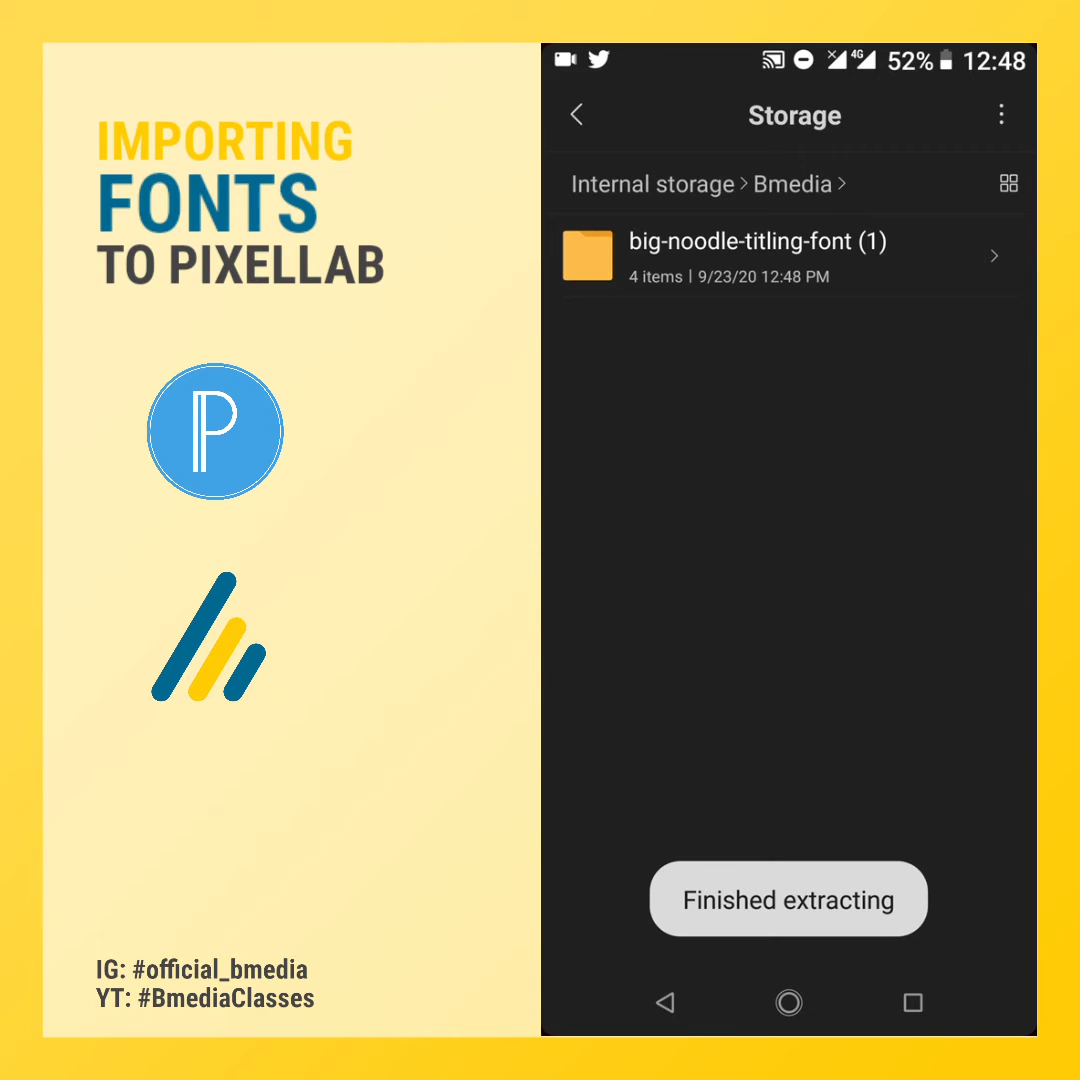 IMPORTING
FONTS
TO PIXELLAB
P
IG: #official_bmedia
YT: #BmediaClasses
4G 52% 12:48
Storage
Internal storage > Bmedia >
big-noodle-titling-font (1)
4 items | 9/23/20 12:48 PM
Finished extracting